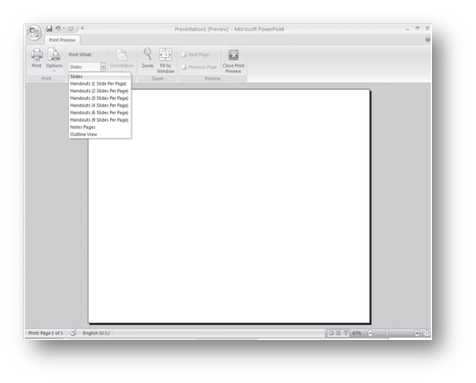 Presentation1 [Preview] - Microsoft PowerPoint
Print Preview
Print What:
Slides
Print
Options
Orientation
Zoom
Fit to
Window
Next Page
Previous Page
Close Print
Preview
Print
Zoom
Preview
Slides
Handouts (1 Slide Per Page)
Handouts (2 Slides Per Page)
Handouts (3 Slides Per Page)
Handouts (4 Slides Per Page)
Handouts (6 Slides Per Page)
Handouts (9 Slides Per Page)
Notes Pages
Outline View
Print: Page 1 of 1
English (U.S.)
67%